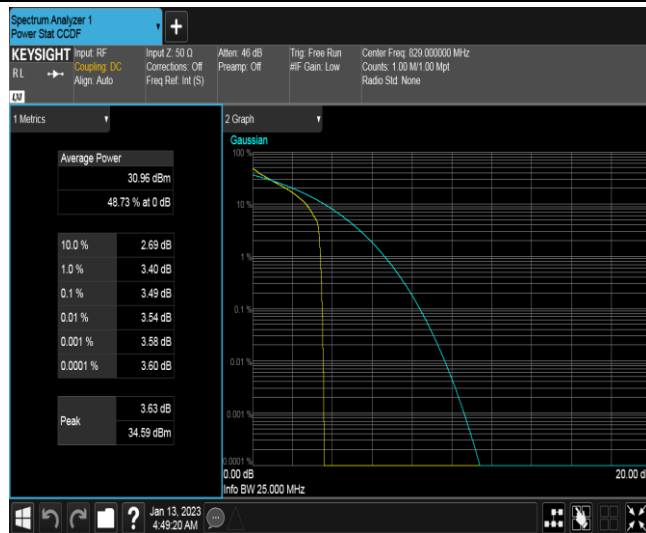 Spectrum Analyzer 1
Power Stat CCDF
+
KEYSIGHT
RL
Input: RF
Coupling: DC
Align: Auto
Input Z: 50 Ω
Corrections: Off
Freq Ref: Int (S)
Atten: 46 dB
Preamp: Off
Trig: Free Run
#IF Gain: Low
Center Freq: 829.000000 MHz
Counts: 1.00 M/1.00 Mpt
Radio Std: None
1 Metrics
Average Power
30.96 dBm
48.73 % at 0 dB
10.0 % 2.69 dB
1.0 % 3.40 dB
0.1 % 3.49 dB
0.01 % 3.54 dB
0.001 % 3.58 dB
0.0001 % 3.60 dB
Peak
3.63 dB
34.59 dBm
2 Graph
Gaussian
100 %
10 %
1 %
0.1 %
0.01 %
0.001 %
0.0001 %
0.00 dB
20.00 d
Info BW 25.000 MHz
?
Jan 13, 2023
4:49:20 AM